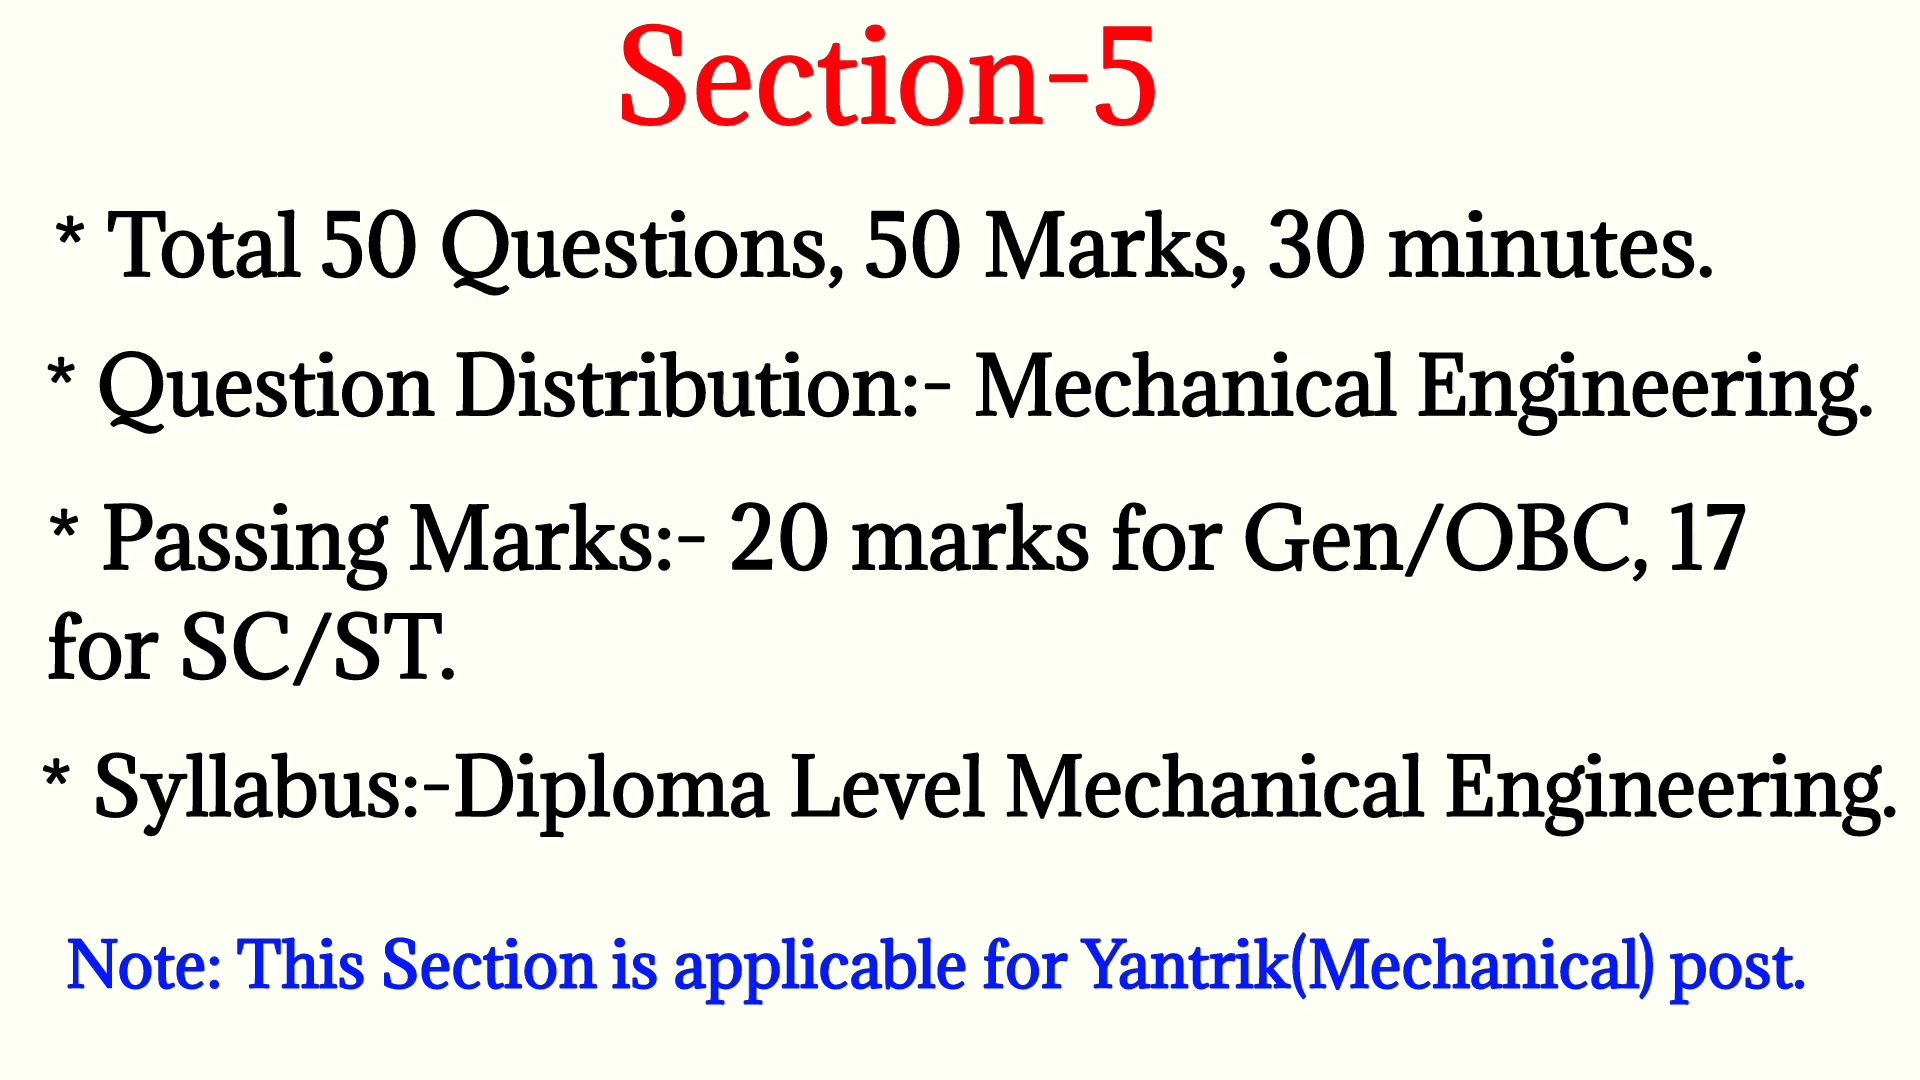 Section-5
* Total 50 Questions, 50 Marks, 30 minutes.
* Question Distribution:- Mechanical Engineering.
* Passing Marks:- 20 marks for Gen/OBC, 17
for SC/ST.
* Syllabus:-Diploma Level Mechanical Engineering.
Note: This Section is applicable for Yantrik(Mechanical) post.